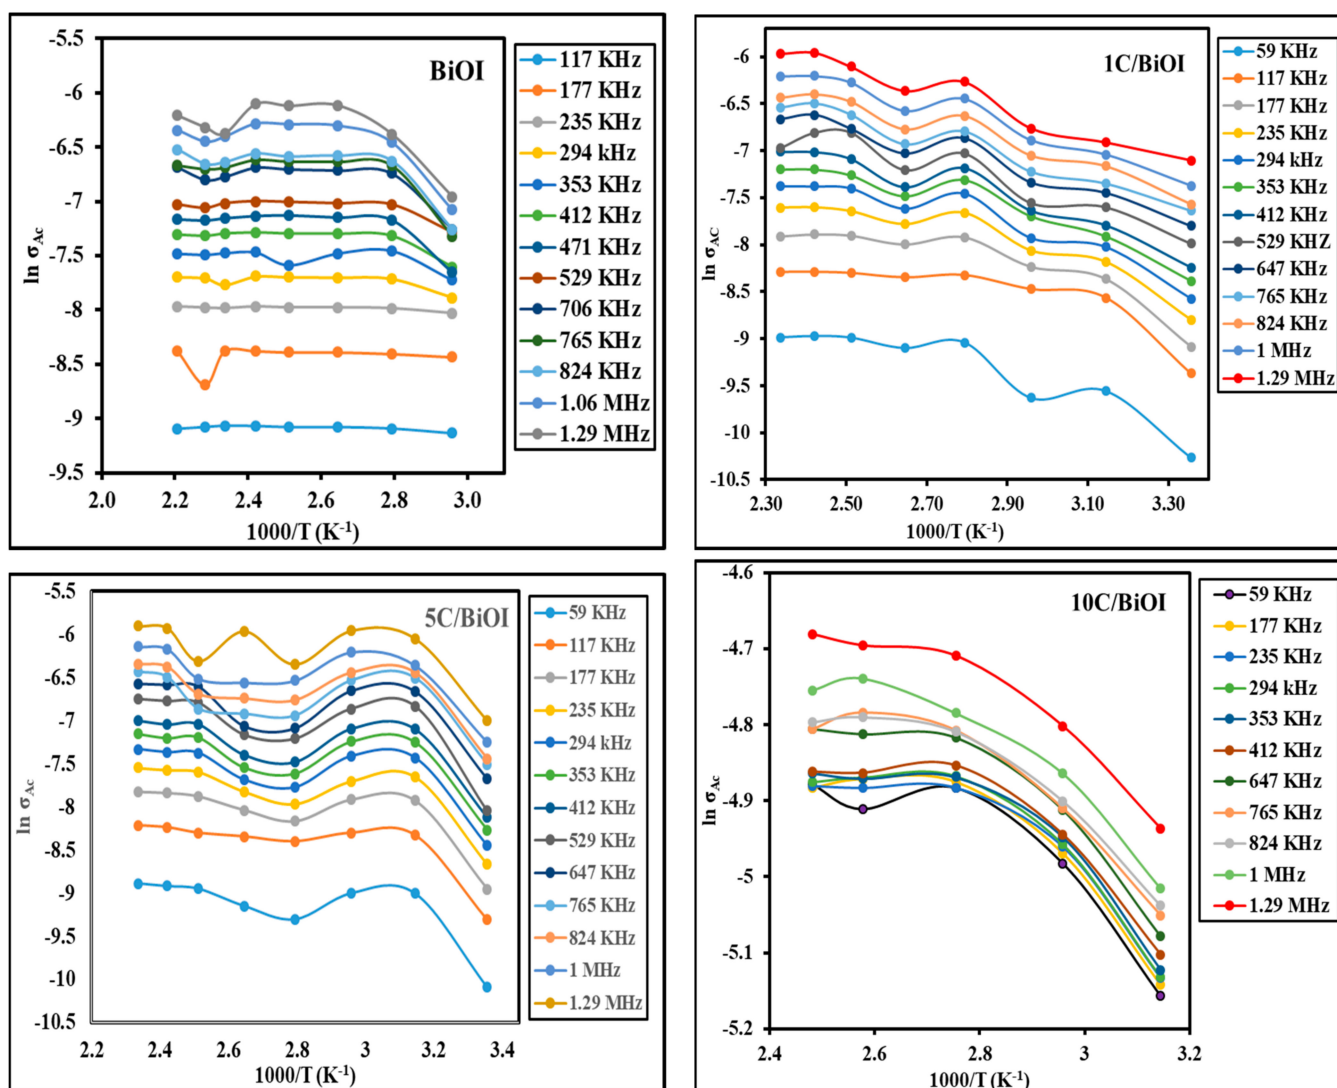 BiOI
ln σAc
-5.5
-6
-6.5
-7
-7.5
-8
-8.5
-9
-9.5
2.0 2.2 2.4 2.6 2.8 3.0
1000/T (K-1)
117 KHz
177 KHz
235 KHz
294 kHz
353 KHz
412 KHz
471 KHz
529 KHz
706 KHz
765 KHz
824 KHz
1.06 MHz
1.29 MHz
1C/BiOI
ln σAC
-6
-6.5
-7
-7.5
-8
-8.5
-9
-9.5
-10
-10.5
2.30 2.50 2.70 2.90 3.10 3.30
1000/T (K-1)
59 KHz
117 KHz
177 KHz
235 KHz
294 kHz
353 KHz
412 KHz
529 KHZ
647 KHz
765 KHz
824 KHz
1 MHz
1.29 MHz
5C/BiOI
ln σAc
-5.5
-6
-6.5
-7
-7.5
-8
-8.5
-9
-9.5
-10
-10.5
2.2 2.4 2.6 2.8 3 3.2 3.4
1000/T (K-1)
59 KHz
117 KHz
177 KHz
235 KHz
294 kHz
353 KHz
412 KHz
529 KHz
647 KHz
765 KHz
824 KHz
1 MHz
1.29 MHz
10C/BiOI
ln σAc
-4.6
-4.7
-4.8
-4.9
-5
-5.1
-5.2
2.4 2.6 2.8 3 3.2
1000/T (K-1)
59 KHz
177 KHz
235 KHz
294 kHz
353 KHz
412 KHz
647 KHz
765 KHz
824 KHz
1 MHz
1.29 MHz